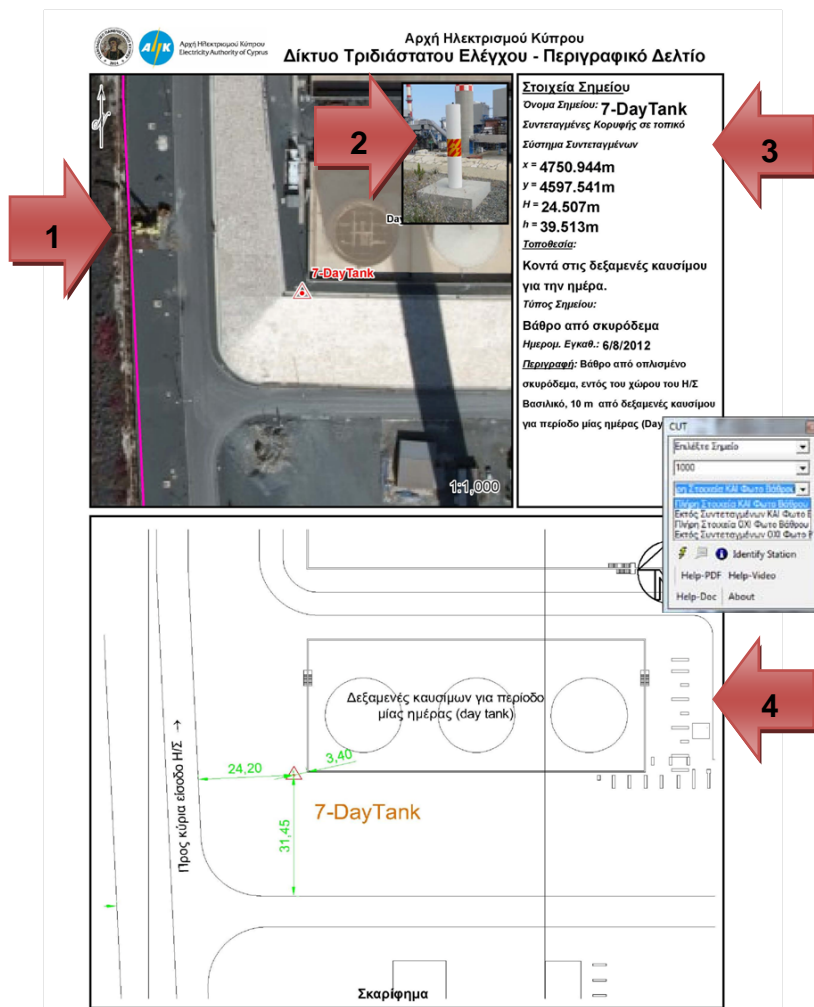 Αρχή Ηλεκτρισμού Κύπρου
Electricity Authority of Cyprus
Αρχή Ηλεκτρισμού Κύπρου
Δίκτυο Τριδιάστατου Ελέγχου - Περιγραφικό Δελτίο
1
2
3
4
7-DayTank
1:1,000
Στοιχεία Σημείου
Όνομα Σημείου: 7-DayTank
Συντεταγμένες Κορυφής σε τοπικό
Σύστημα Συντεταγμένων
x = 4750.944m
y = 4597.541m
H = 24.507m
h = 39.513m
Τοποθεσία:
Κοντά στις δεξαμενές καυσίμου
για την ημέρα.
Τύπος Σημείου:
Βάθρο από σκυρόδεμα
Ημερομ. Εγκαθ.: 6/8/2012
Περιγραφή: Βάθρο από οπλισμένο
σκυρόδεμα, εντός του χώρου του Η/Σ
Βασιλικό, 10 m από δεξαμενές καυσίμου
για περίοδο μίας ημέρας (Day
CUT
Επιλέξτε Σημείο
1000
ρη Στοιχεία ΚΑΙ Φωτο Βάθρου
Πλήρη Στοιχεία ΚΑΙ Φωτο Βάθρου
Εκτός Συντεταγμένων ΚΑΙ Φωτο Β
Πλήρη Στοιχεία ΟΧΙ Φωτο Βάθρου
Εκτός Συντεταγμένων ΟΧΙ Φωτο
Identify Station
Help-PDF Help-Video
Help-Doc About
Δεξαμενές καυσίμων για περίοδο
μίας ημέρας (day tank)
Προς κύρια είσοδο Η/Σ →
24,20
3,40
31,45
7-DayTank
Σκαρίφημα